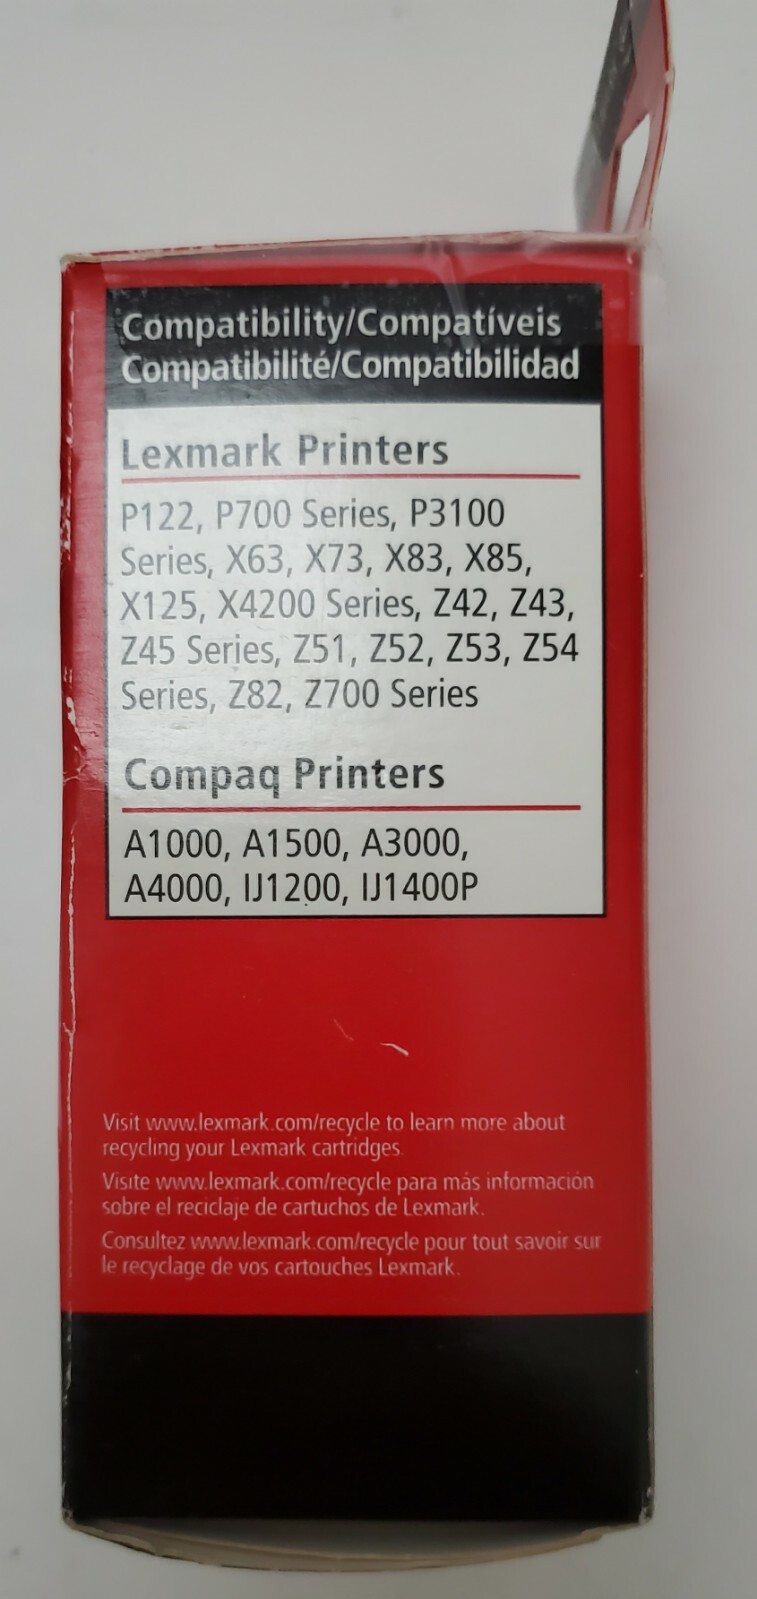 Compatibility/Compatíveis
Compatibilité/Compatibilidad
Lexmark Printers
P122, P700 Series, P3100
Series, X63, X73, X83, X85,
X125, X4200 Series, Z42, Z43,
Z45 Series, Z51, Z52, Z53, Z54
Series, Z82, Z700 Series
Compaq Printers
A1000, A1500, A3000,
A4000, IJ1200, IJ1400P
Visit www.lexmark.com/recycle to learn more about
recycling your Lexmark cartridges.
Visite www.lexmark.com/recycle para más información
sobre el reciclaje de cartuchos de Lexmark.
Consultez www.lexmark.com/recycle pour tout savoir sur
le recyclage de vos cartouches Lexmark.